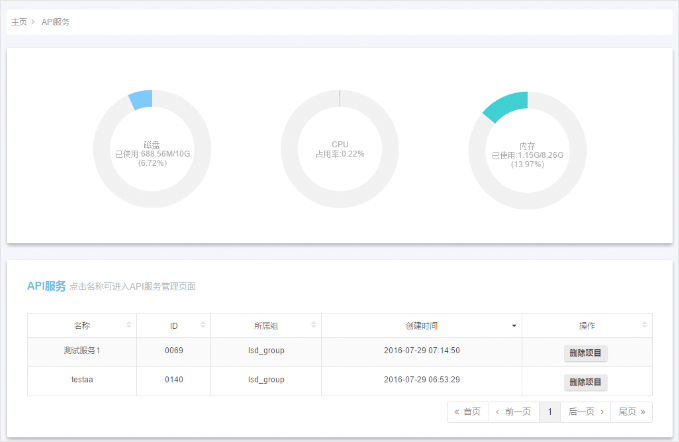 主页 > API服务
磁盘
已使用:688.56M/10G
(6.72%)
CPU
占用率:0.22%
内存
已使用:1.15G/8.26G
(13.97%)
API服务 点击名称可进入API服务管理页面
名称 ID 所属组 创建时间 操作
测试服务1 0069 lsd_group 2016-07-29 07:14:50 删除项目
testaa 0140 lsd_group 2016-07-29 06:53:29 删除项目
« 首页 ‹ 前一页 1 后一页 › 尾页 »